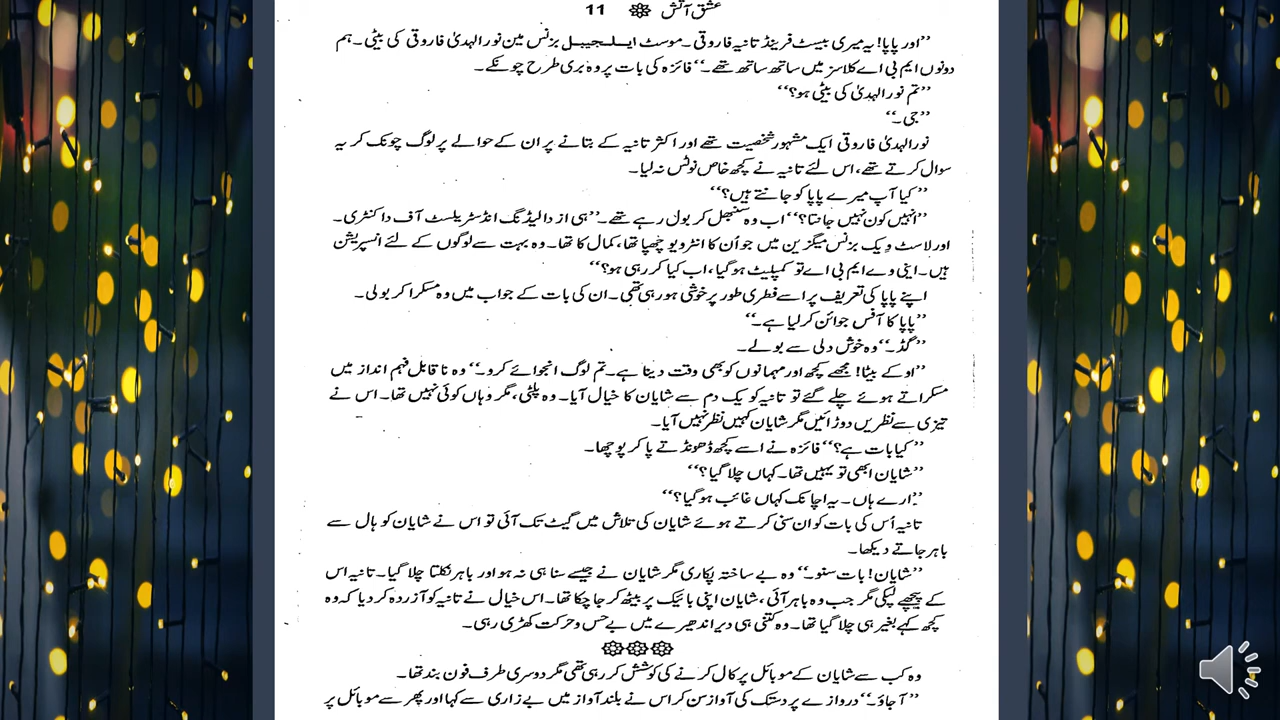 عشق آتش ۞ 11
’’اور پاپا! یہ میری بیسٹ فرینڈ تانیہ فاروقی۔ موسٹ ایلیجیبل بزنس مین نورالہدیٰ فاروقی کی بیٹی۔ ہم
دونوں ایم بی اے کلاسز میں ساتھ ساتھ تھے۔‘‘ فائزہ کی بات پر وہ بری طرح چونکے۔
’’تم نورالہدیٰ کی بیٹی ہو؟‘‘
’’جی۔‘‘
نورالہدیٰ فاروقی ایک مشہور شخصیت تھے اور اکثر تانیہ کے بتانے پر ان کے حوالے پر لوگ چونک کر یہ
سوال کرتے تھے، اس لئے تانیہ نے کچھ خاص نوٹس نہ لیا۔
’’کیا آپ میرے پاپا کو جانتے ہیں؟‘‘
’’انہیں کون نہیں جانتا؟‘‘ اب وہ سنبھل کر بول رہے تھے۔ ’’ہی از دا لیڈنگ انڈسٹریلسٹ آف دا کنٹری۔
اور لاسٹ ویک بزنس میگزین میں جو اُن کا انٹرویو چھپا تھا، کمال کا تھا۔ وہ بہت سے لوگوں کے لئے انسپریشن
ہیں۔ اینی وے ایم بی اے تو کمپلیٹ ہو گیا، اب کیا کر رہی ہو؟‘‘
اپنے پاپا کی تعریف پر اسے فطری طور پر خوشی ہو رہی تھی۔ ان کی بات کے جواب میں وہ مسکرا کر بولی۔
’’پاپا کا آفس جوائن کر لیا ہے۔‘‘
’’گڈ۔‘‘ وہ خوش دلی سے بولے۔
’’اوکے بیٹا! مجھے کچھ اور مہمانوں کو بھی وقت دینا ہے۔ تم لوگ انجوائے کرو۔‘‘ وہ ناقابل فہم انداز میں
مسکراتے ہوئے چلے گئے تو تانیہ کو یک دم سے شایان کا خیال آیا۔ وہ پلٹی، مگر وہاں کوئی نہیں تھا۔ اس نے
تیزی سے نظریں دوڑائیں مگر شایان کہیں نظر نہیں آیا۔
’’کیا بات ہے؟‘‘ فائزہ نے اسے کچھ ڈھونڈتے پا کر پوچھا۔
’’شایان ابھی تو یہیں تھا۔ کہاں چلا گیا؟‘‘
’’ارے ہاں۔ یہ اچانک کہاں غائب ہو گیا؟‘‘
تانیہ اُس کی بات کو ان سنی کرتے ہوئے شایان کی تلاش میں گیٹ تک آئی تو اس نے شایان کو ہال سے
باہر جاتے دیکھا۔
’’شایان! بات سنو۔‘‘ وہ بے ساختہ پکاری مگر شایان نے جیسے سنا ہی نہ ہو اور باہر نکلتا چلا گیا۔ تانیہ اس
کے پیچھے لپکی مگر جب وہ باہر آئی، شایان اپنی بائیک پر بیٹھ کر جا چکا تھا۔ اس خیال نے تانیہ کو آزردہ کر دیا کہ وہ
کچھ کہے بغیر ہی چلا گیا تھا۔ وہ کتنی ہی دیر اندھیرے میں بے حس و حرکت کھڑی رہی۔
۞۞۞
وہ کب سے شایان کے موبائل پر کال کرنے کی کوشش کر رہی تھی مگر دوسری طرف فون بند تھا۔
’’آ جاؤ۔‘‘ دروازے پر دستک کی آواز سن کر اس نے بلند آواز میں بے زاری سے کہا اور پھر سے موبائل پر